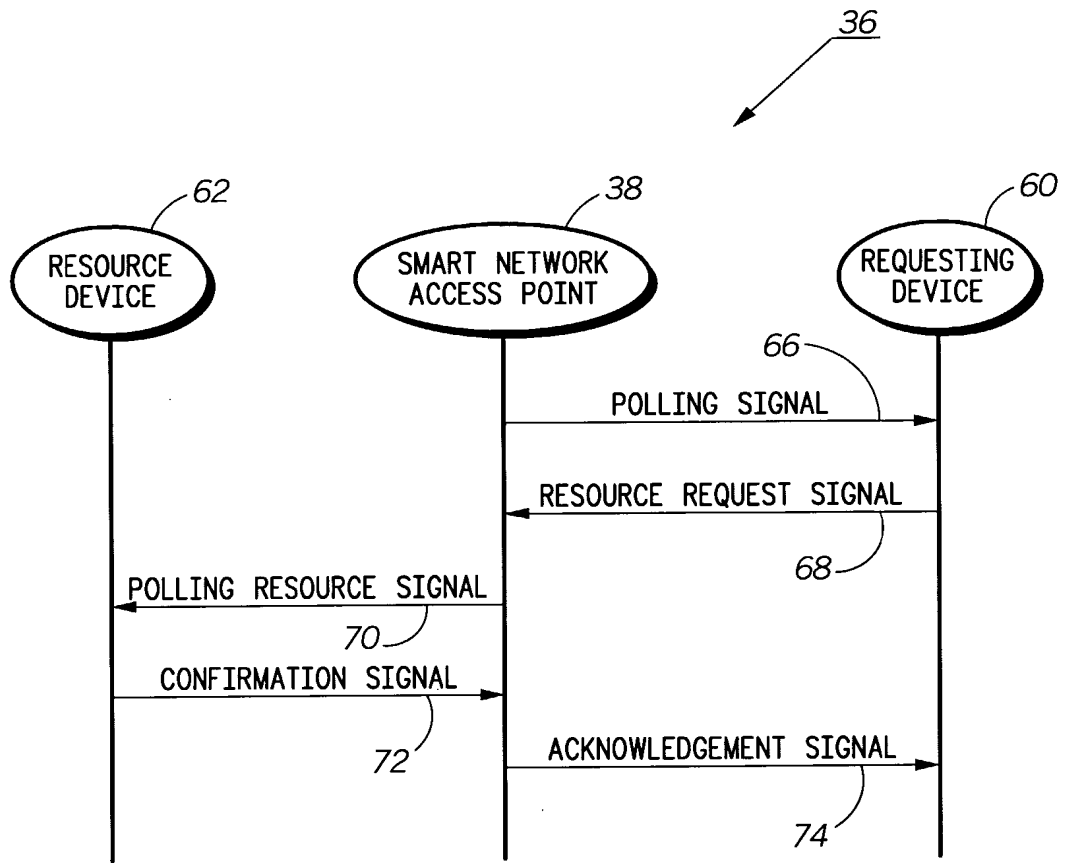 36
62
38
60
RESOURCE
DEVICE
SMART NETWORK
ACCESS POINT
REQUESTING
DEVICE
66
POLLING SIGNAL
RESOURCE REQUEST SIGNAL
68
POLLING RESOURCE SIGNAL
70
CONFIRMATION SIGNAL
72
ACKNOWLEDGEMENT SIGNAL
74